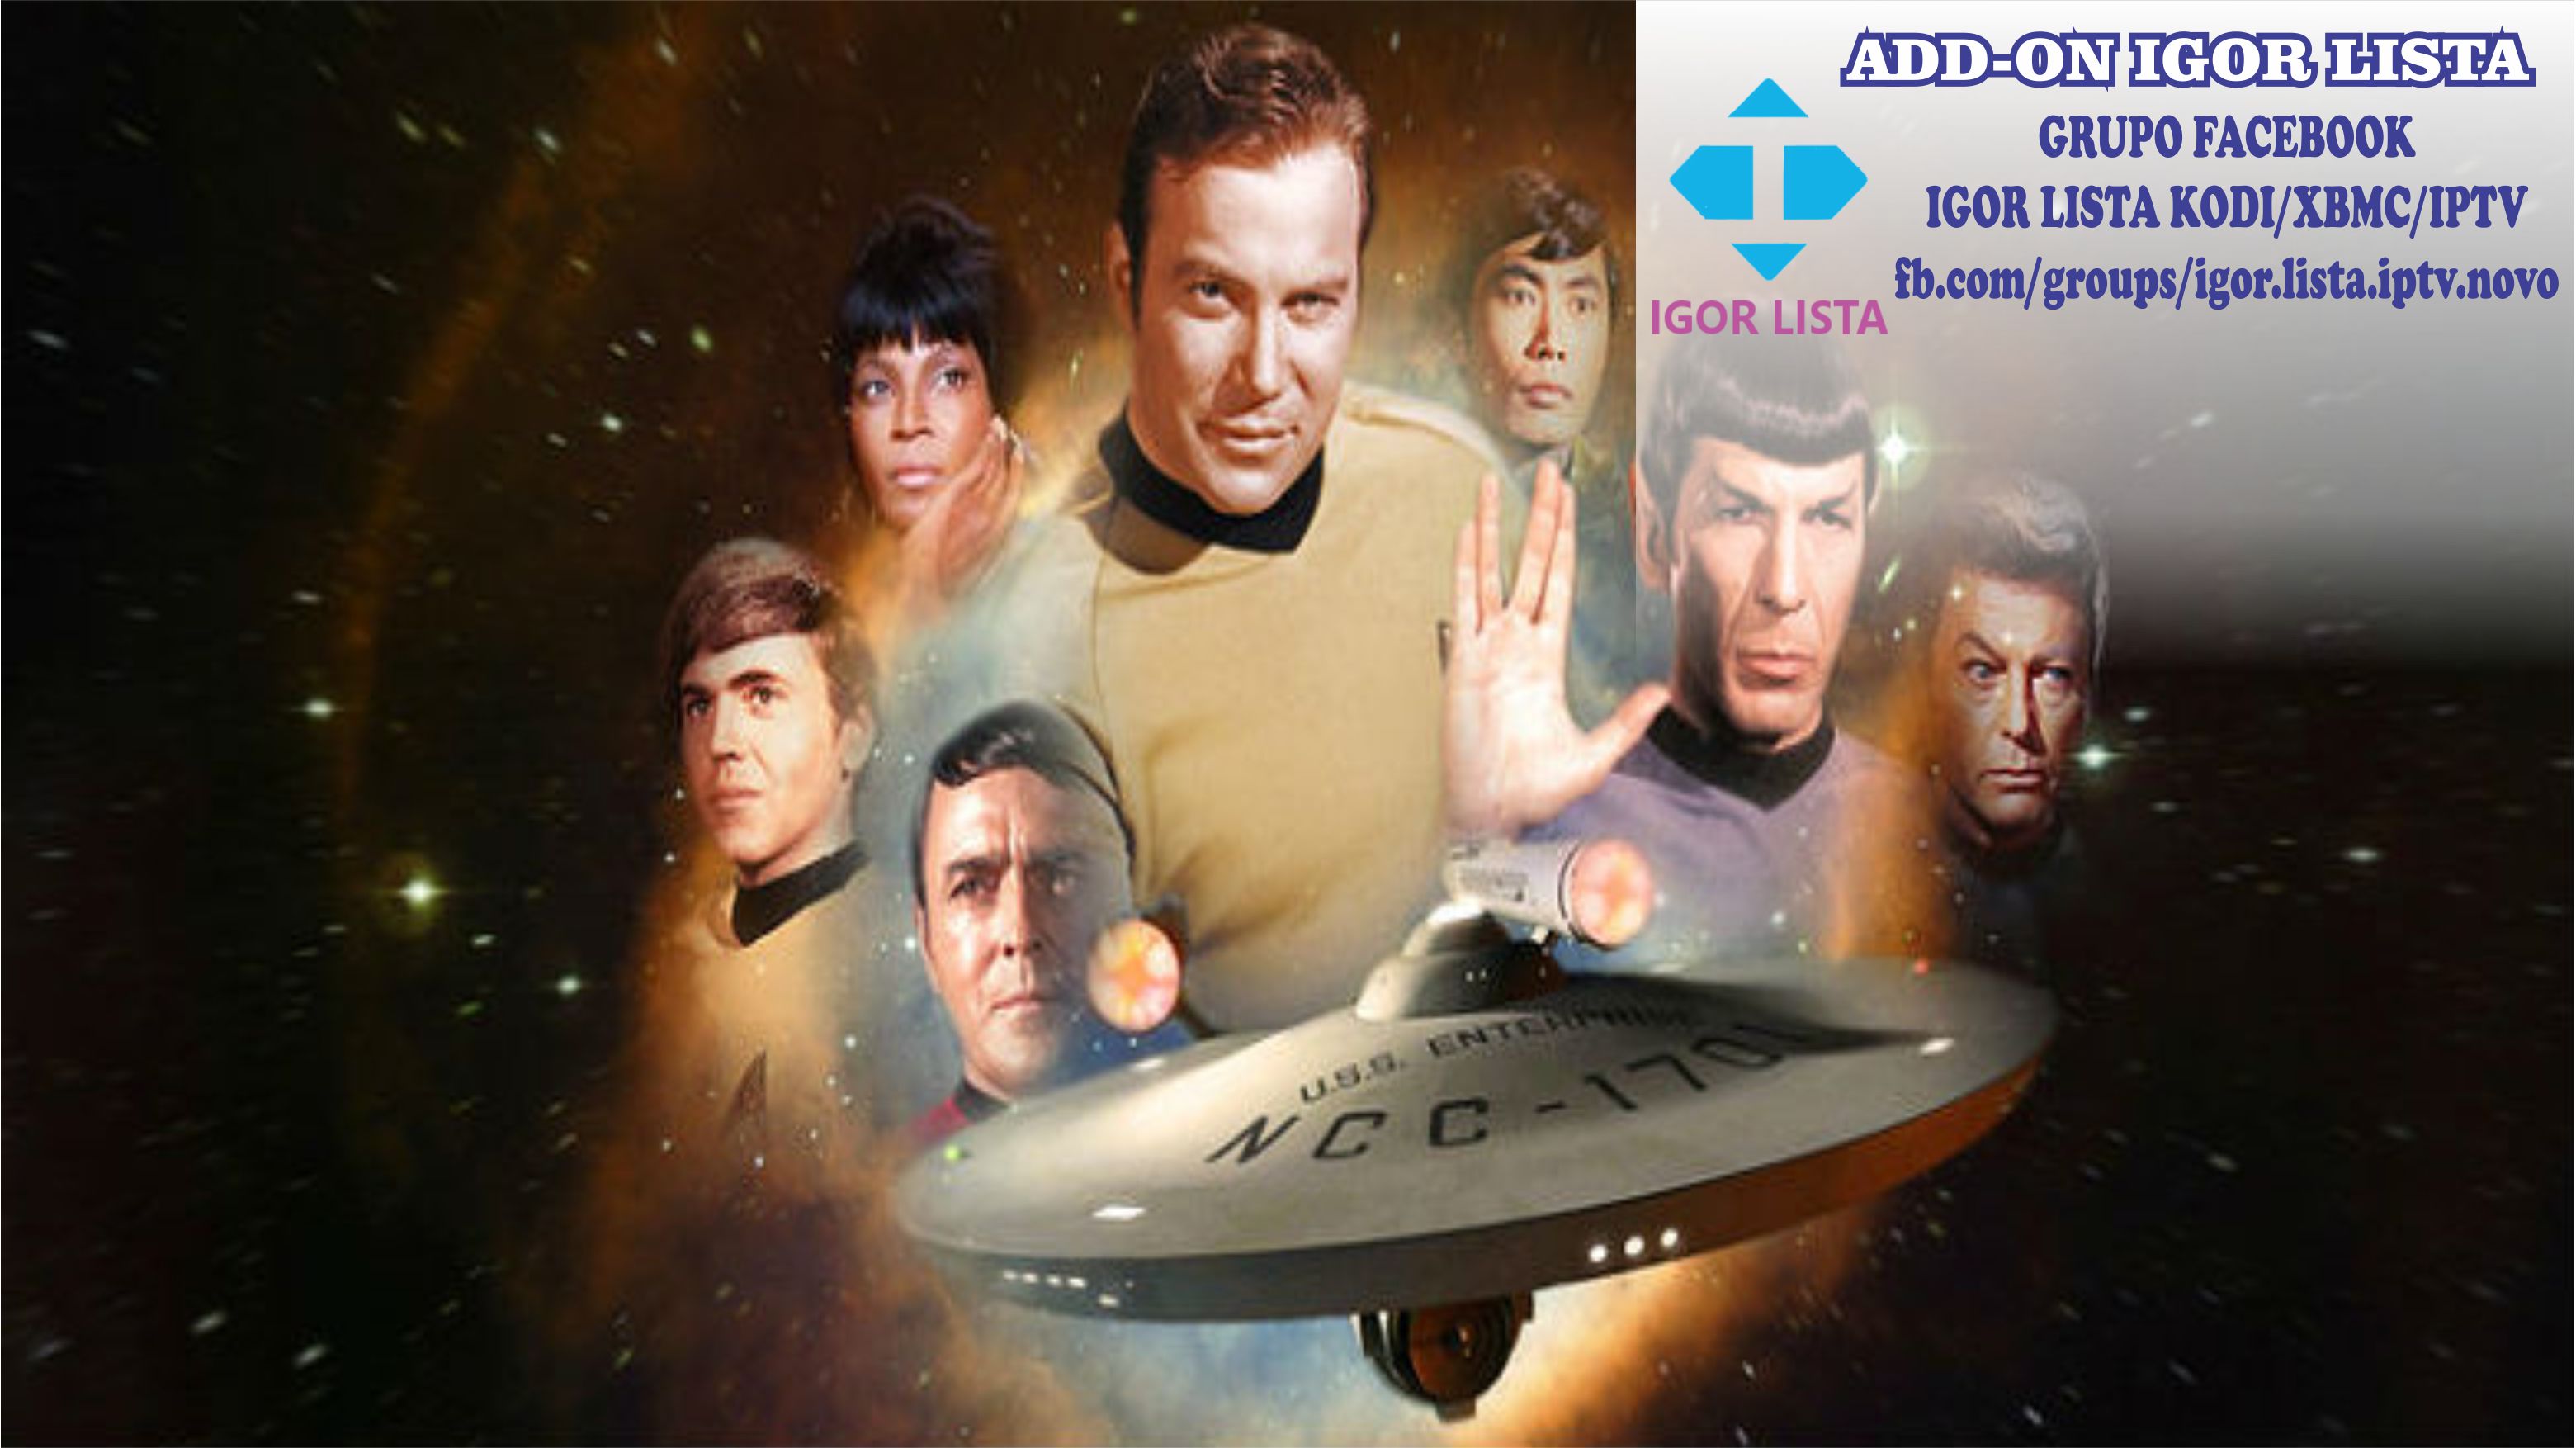 ADD-ON IGOR LISTA
GRUPO FACEBOOK
IGOR LISTA KODI/XBMC/IPTV
fb.com/groups/igor.lista.iptv.novo
IGOR LISTA
U.S.S. ENTERPRISE
NCC-1701